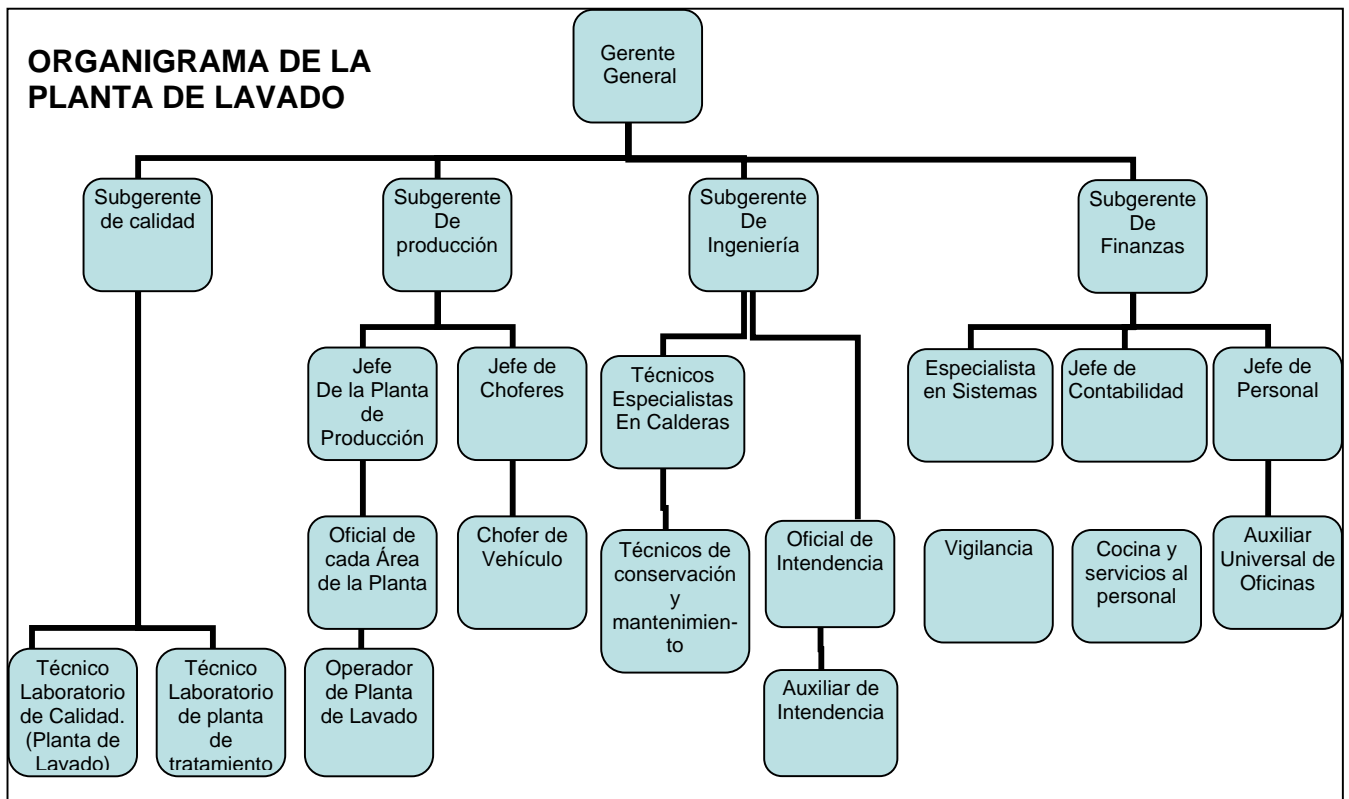 ORGANIGRAMA DE LA
PLANTA DE LAVADO
Gerente
General
Subgerente
de calidad
Subgerente
De
producción
Subgerente
De
Ingeniería
Subgerente
De
Finanzas
Jefe
De la Planta
de
Producción
Jefe de
Choferes
Técnicos
Especialistas
En Calderas
Especialista
en Sistemas
Jefe de
Contabilidad
Jefe de
Personal
Oficial de
cada Área
de la Planta
Chofer de
Vehículo
Técnicos de
conservación
y
mantenimien-
to
Oficial de
Intendencia
Vigilancia
Cocina y
servicios al
personal
Auxiliar
Universal de
Oficinas
Técnico
Laboratorio
de Calidad.
(Planta de
Lavado)
Técnico
Laboratorio
de planta
de
tratamiento
Operador
de Planta
de Lavado
Auxiliar de
Intendencia